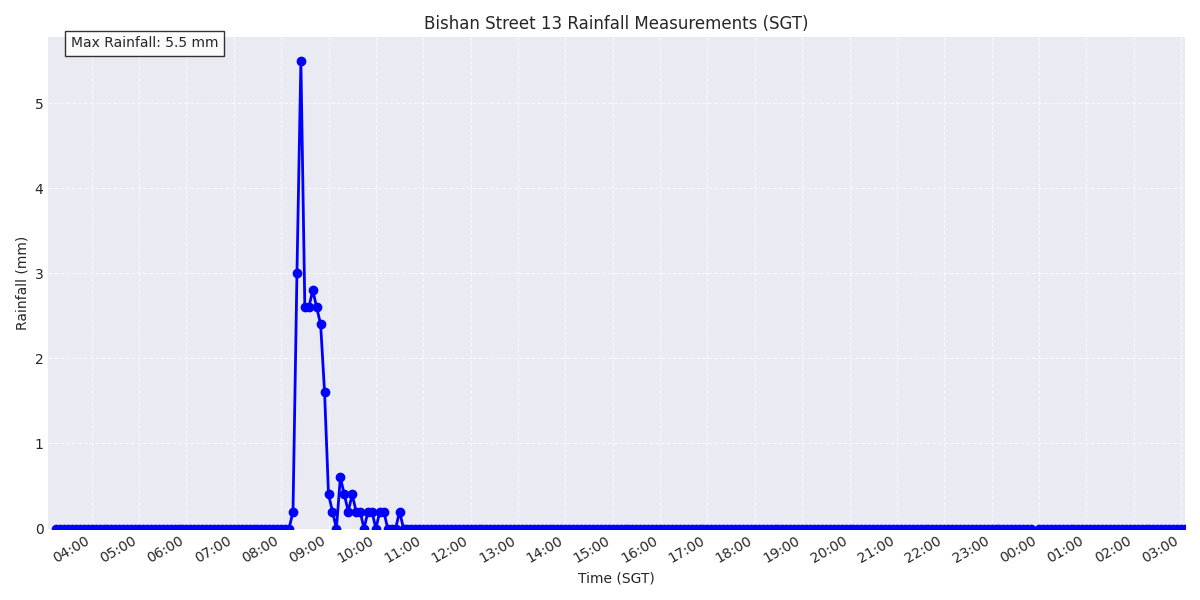 Bishan Street 13 Rainfall Measurements (SGT)
Max Rainfall: 5.5 mm
Rainfall (mm)
5
4
3
2
1
0
04:00 05:00 06:00 07:00 08:00 09:00 10:00 11:00 12:00 13:00 14:00 15:00 16:00 17:00 18:00 19:00 20:00 21:00 22:00 23:00 00:00 01:00 02:00 03:00
Time (SGT)